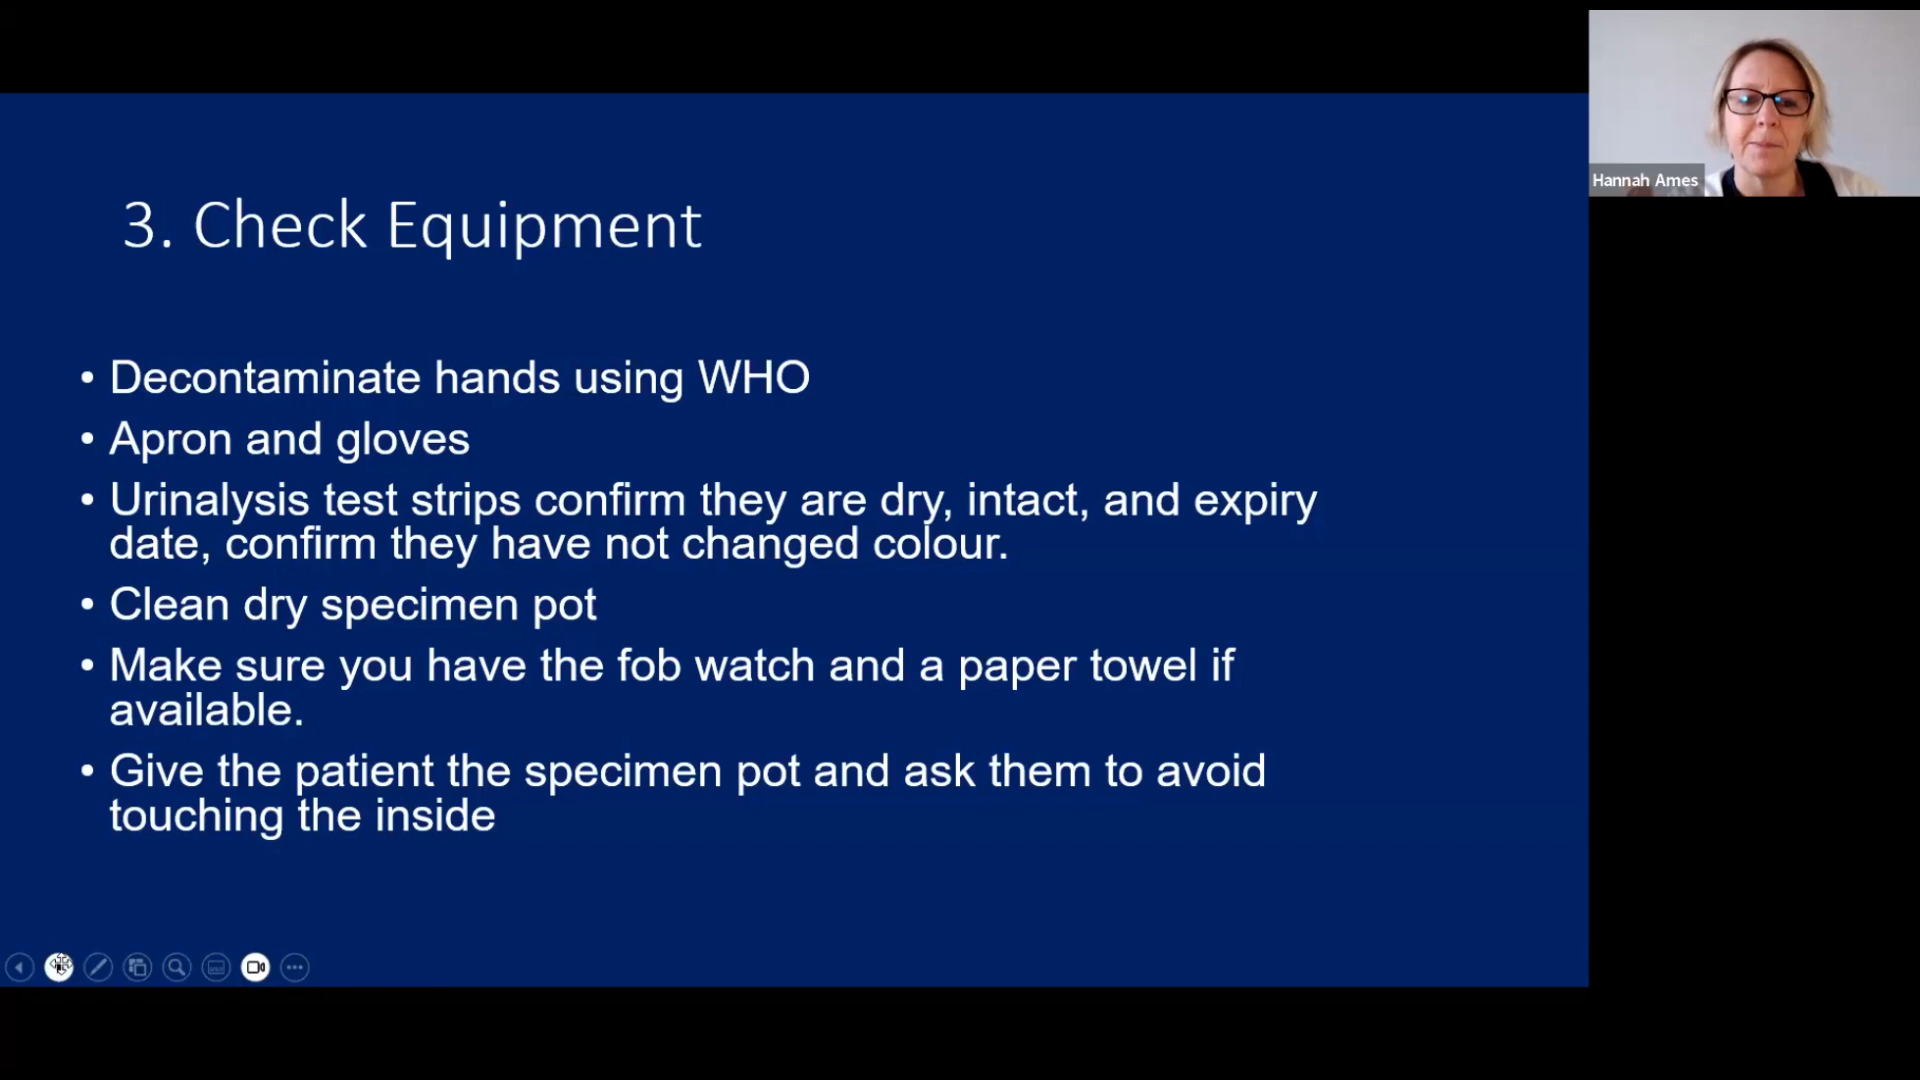 3. Check Equipment
• Decontaminate hands using WHO
• Apron and gloves
• Urinalysis test strips confirm they are dry, intact, and expiry
date, confirm they have not changed colour.
• Clean dry specimen pot
• Make sure you have the fob watch and a paper towel if
available.
• Give the patient the specimen pot and ask them to avoid
touching the inside
Hannah Ames